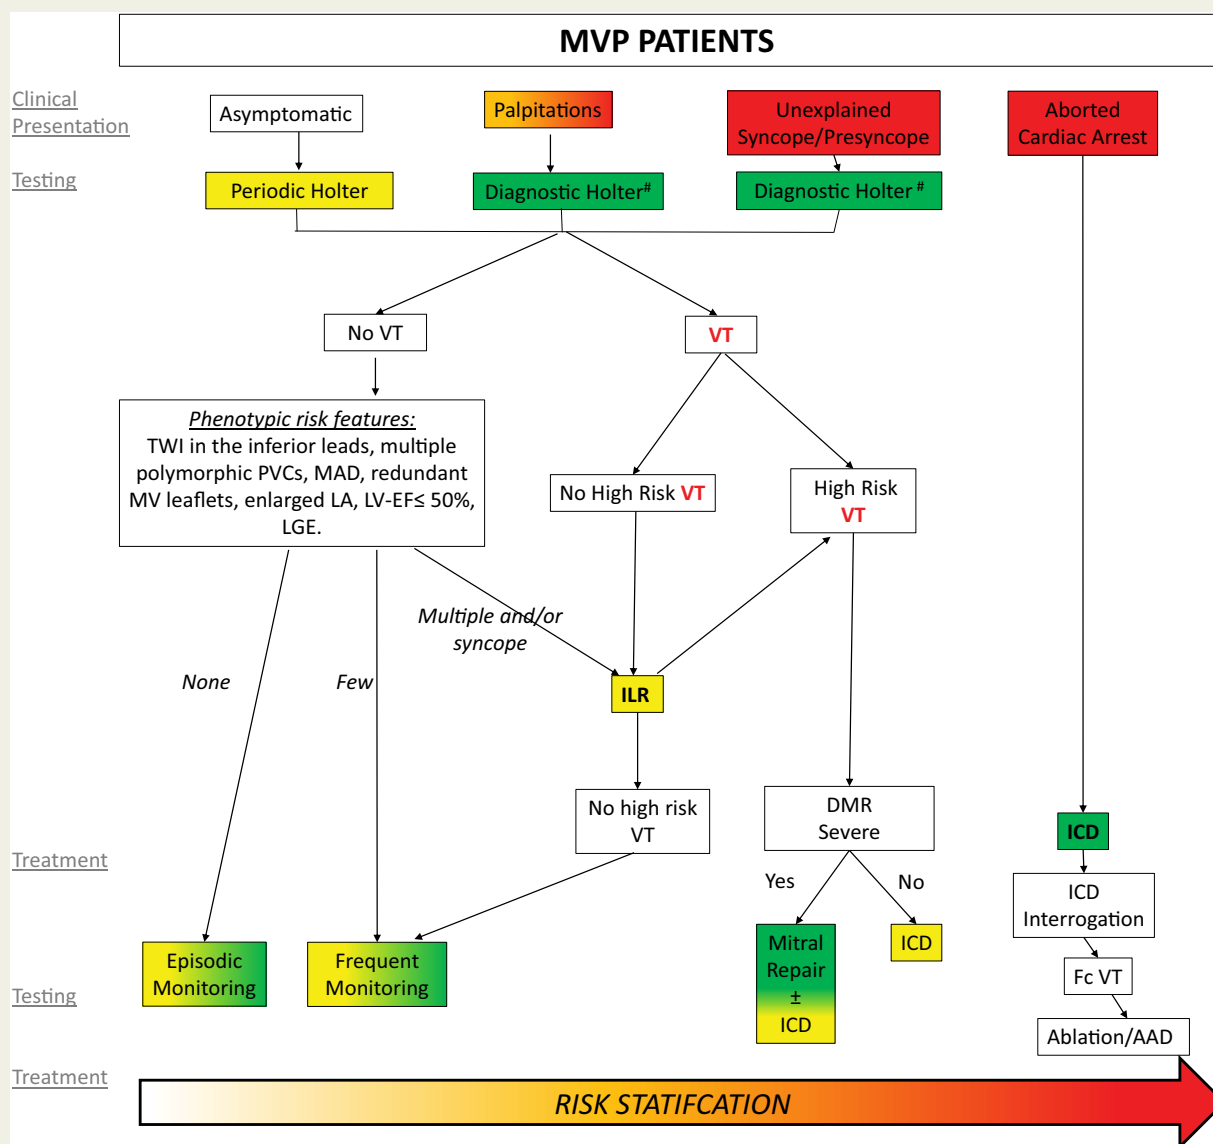 MVP PATIENTS
Clinical
Presentation
Asymptomatic
Palpitations
Unexplained
Syncope/Presyncope
Aborted
Cardiac Arrest
Testing
Periodic Holter
Diagnostic Holter#
Diagnostic Holter #
No VT
VT
Phenotypic risk features:
TWI in the inferior leads, multiple
polymorphic PVCs, MAD, redundant
MV leaflets, enlarged LA, LV-EF≤ 50%,
LGE.
No High Risk VT
High Risk
VT
Multiple and/or
syncope
None
Few
ILR
No high risk
VT
DMR
Severe
ICD
Treatment
Yes
No
ICD
Interrogation
Mitral
Repair
±
ICD
ICD
Episodic
Monitoring
Frequent
Monitoring
Fc VT
Testing
Ablation/AAD
Treatment
RISK STATIFCATION